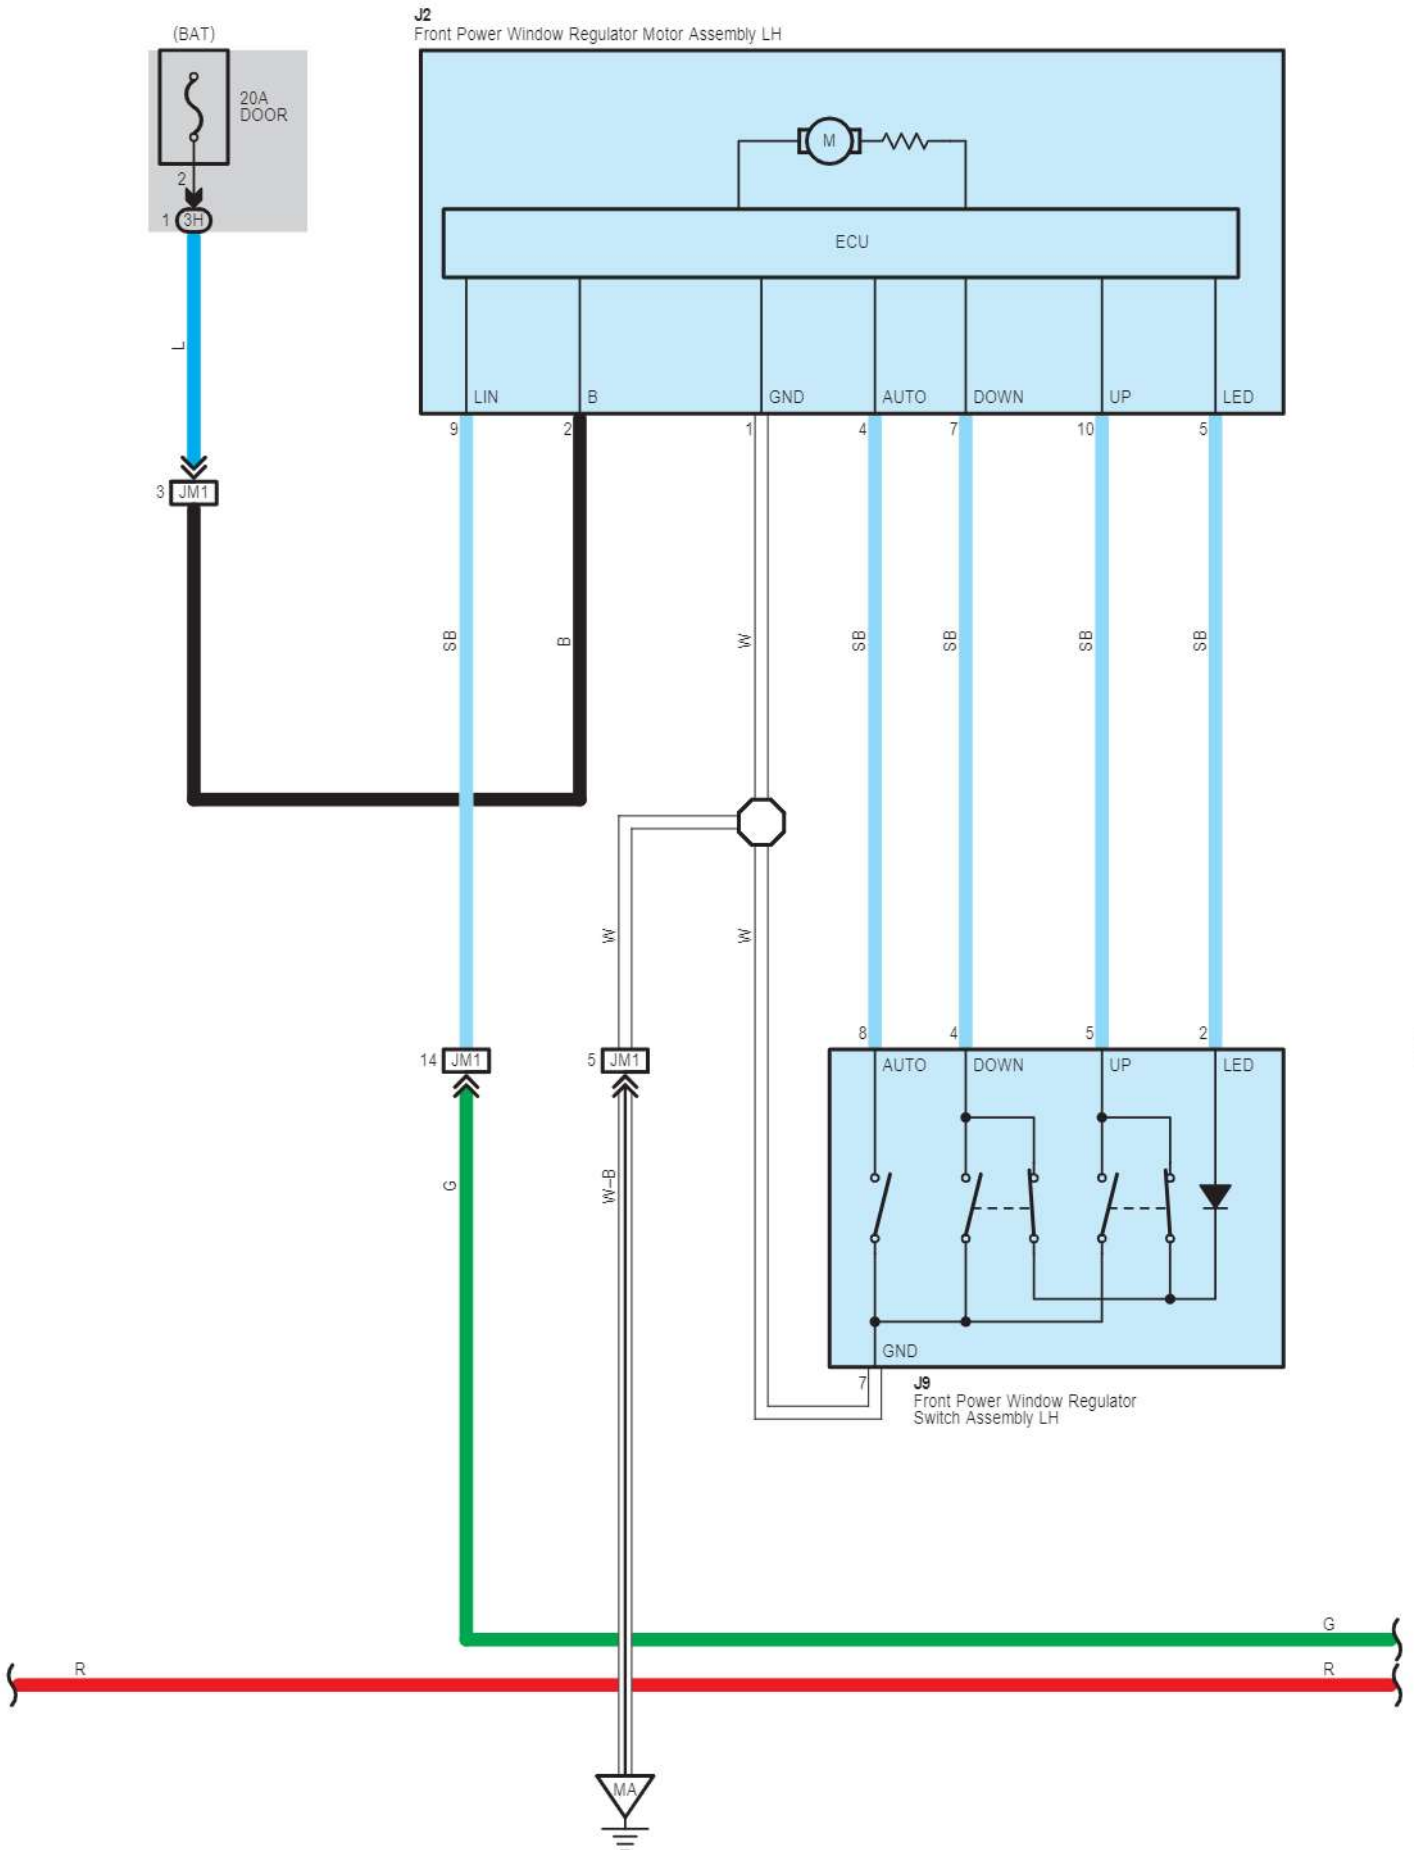 J2
Front Power Window Regulator Motor Assembly LH
(BAT)
20A
DOOR
2
1 3H
M
ECU
LIN B GND AUTO DOWN UP LED
9 2 1 4 7 10 5
L
3 JM1
SB B W SB SB SB SB
W W
8 4 5 2
14 JM1 5 JM1
AUTO DOWN UP LED
G W-B
GND
7
J9
Front Power Window Regulator
Switch Assembly LH
G
R R
MA